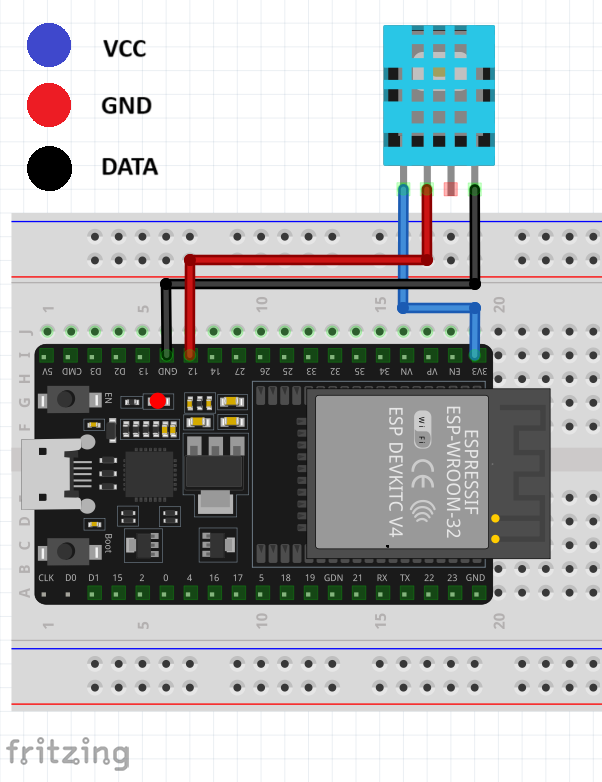 VCC
GND
DATA
1 5 10 15 20
J
I
H
G
F
5V CMD D3 D2 13 GND 12 14 27 26 25 33 32 35 34 VN VP EN 3V3
EN
ESPRESSIF
ESP-WROOM-32
Wi Fi
CE
ESP DEVKITC V4
Boot
D
C
B
A
CLK D0 D1 15 2 0 4 16 17 5 18 19 GDN 21 RX TX 22 23 GND
1 5 10 15 20
fritzing